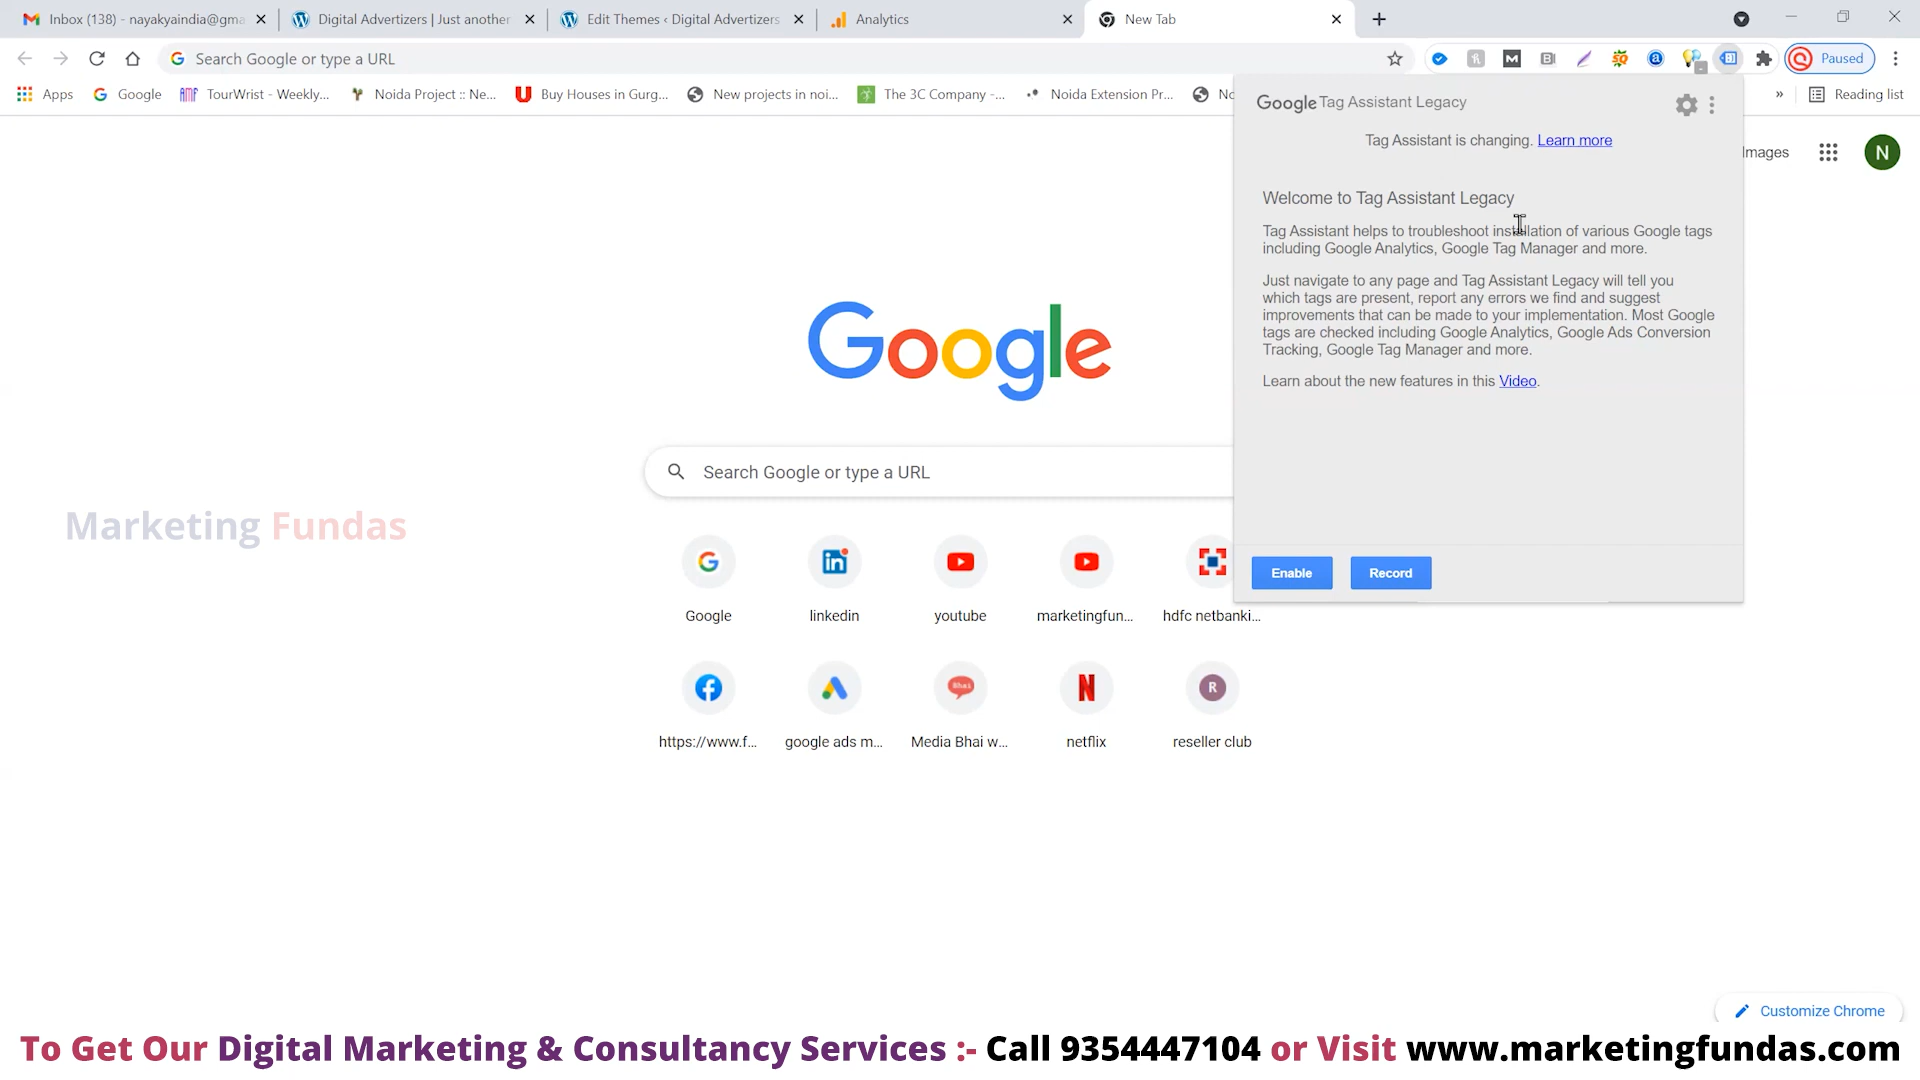 Inbox (138) - nayakyaindia@gma
Digital Advertizers | Just another
Edit Themes ‹ Digital Advertizers
Analytics
New Tab
Search Google or type a URL
Paused
Apps
Google
TourWrist - Weekly...
Noida Project :: Ne...
Buy Houses in Gurg...
New projects in noi...
The 3C Company -...
Noida Extension Pr...
»
Reading list
Google Tag Assistant Legacy
Tag Assistant is changing. Learn more
Images
N
Welcome to Tag Assistant Legacy
Tag Assistant helps to troubleshoot installation of various Google tags
including Google Analytics, Google Tag Manager and more.
Just navigate to any page and Tag Assistant Legacy will tell you
which tags are present, report any errors we find and suggest
improvements that can be made to your implementation. Most Google
tags are checked including Google Analytics, Google Ads Conversion
Tracking, Google Tag Manager and more.
Learn about the new features in this Video.
Enable
Record
Google
Search Google or type a URL
Marketing Fundas
Google
linkedin
youtube
marketingfun...
hdfc netbanki...
Bhai
R
https://www.f...
google ads m...
Media Bhai w...
netflix
reseller club
Customize Chrome
To Get Our Digital Marketing & Consultancy Services :- Call 9354447104 or Visit www.marketingfundas.com